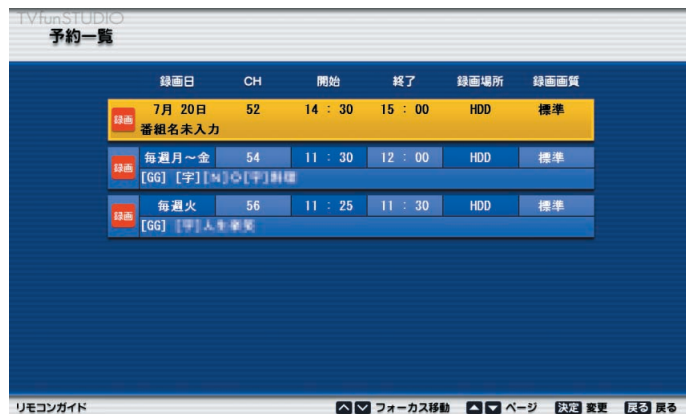 TVfunSTUDIO
予約一覧
録画日 CH 開始 終了 録画場所 録画画質
録画 7月 20日 52 14 : 30 15 : 00 HDD 標準
番組名未入力
録画 毎週月～金 54 11 : 30 12 : 00 HDD 標準
[GG] [字]
録画 毎週火 56 11 : 25 11 : 30 HDD 標準
[GG]
リモコンガイド フォーカス移動 ページ 決定 変更 戻る 戻る